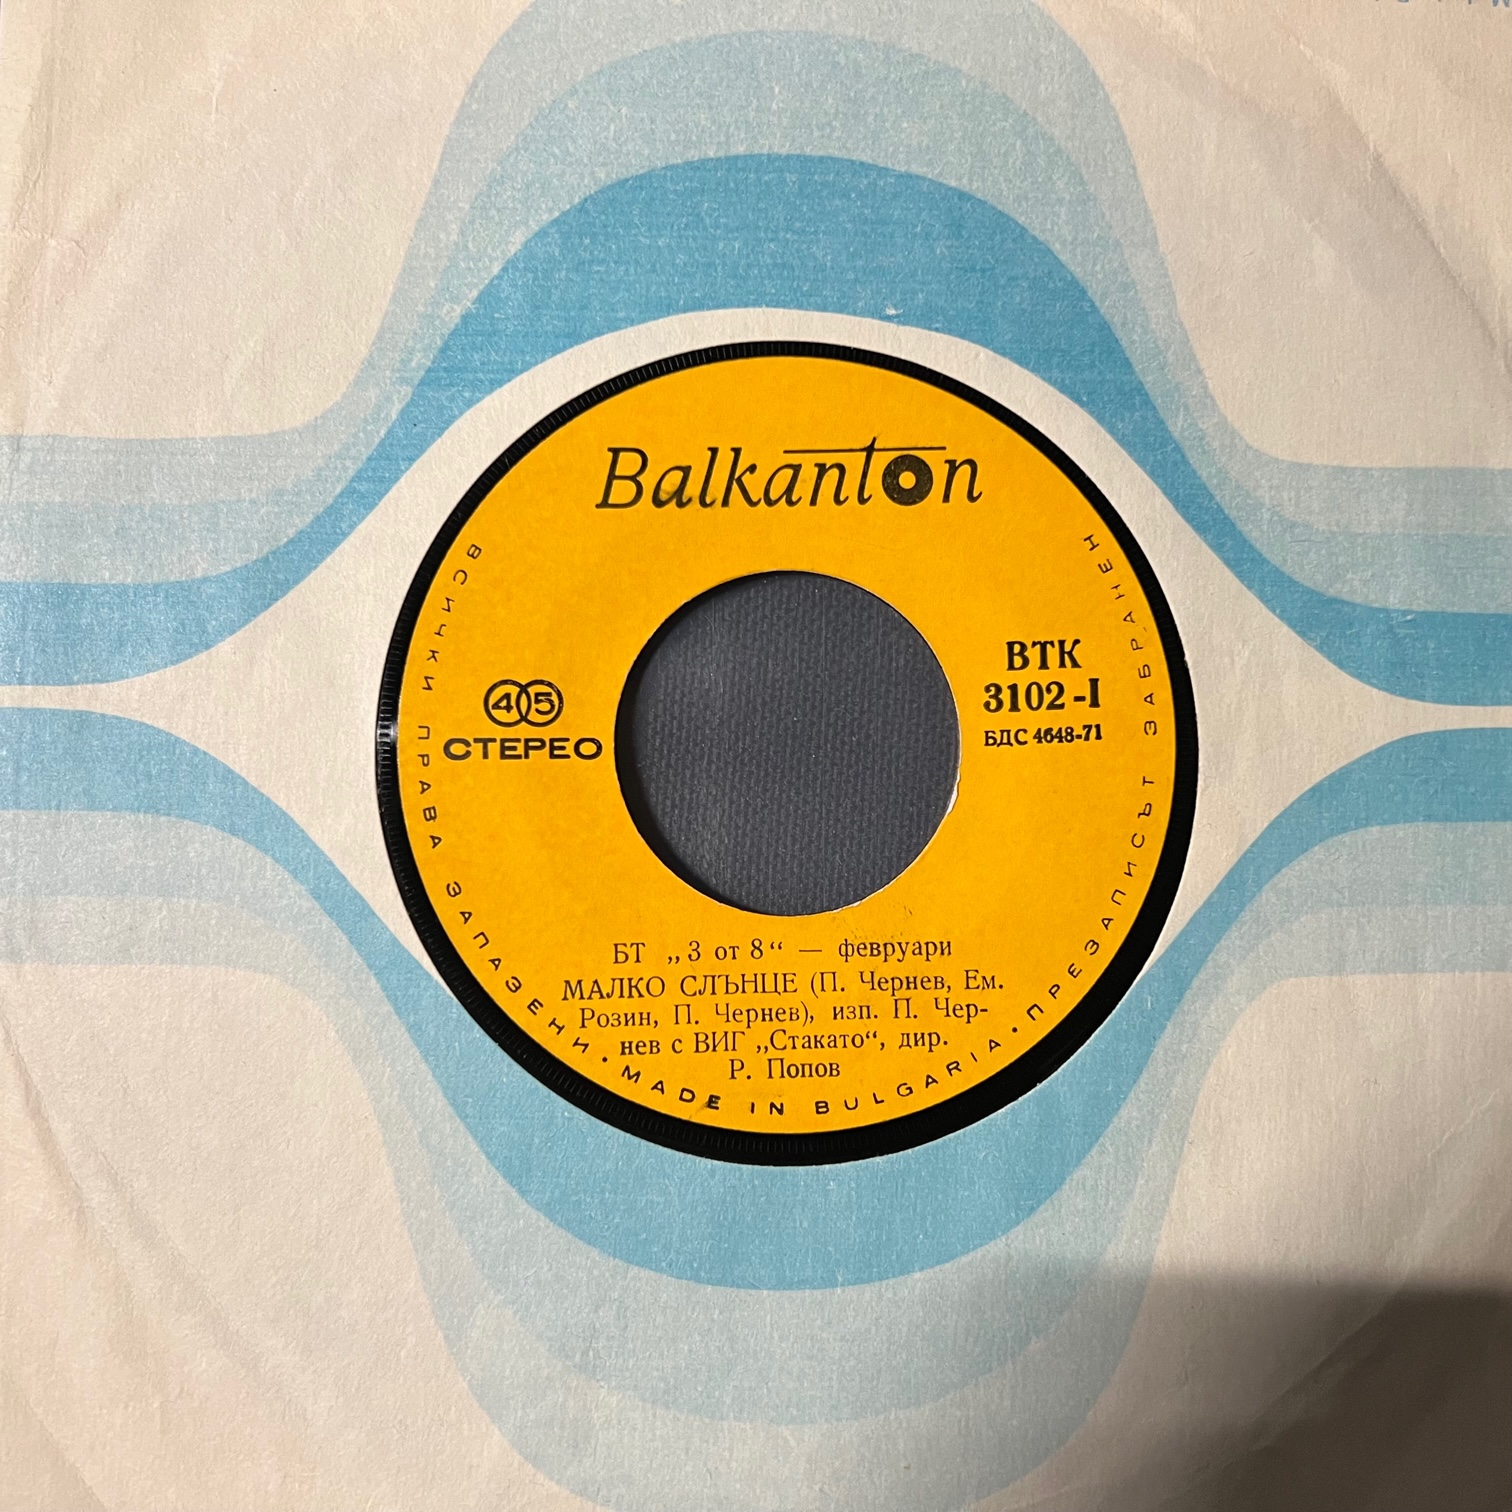 Balkanton
ВТК
3102-I
БДС 4648-71
45
СТЕРЕО
БТ „3 от 8“ — февруари
МАЛКО СЛЪНЦЕ (П. Чернев, Ем.
Розин, П. Чернев), изп. П. Чер-
нев с ВИГ „Стакато“, дир.
Р. Попов
ВСИЧКИ ПРАВА ЗАПАЗЕНИ • MADE IN BULGARIA • ПРЕЗАПИСЪТ ЗАБРАНЕН